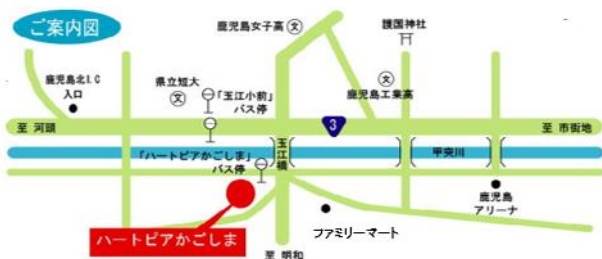 ご案内図
鹿児島女子高
文
護国神社
鹿児島北I.C
入口
県立短大
文
「玉江小前」
バス停
文
鹿児島工業高
至 河頭
3
至 市街地
玉江橋
甲突川
「ハートピアかごしま」
バス停
鹿児島
アリーナ
ハートピアかごしま
ファミリーマート
至 明和